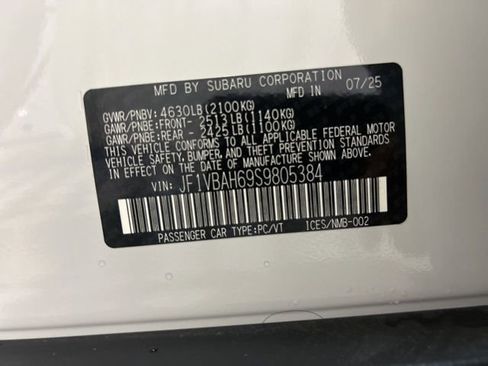 MFD BY SUBARU CORPORATION
MFD IN 07/25
GVWR/PNBV: 4630LB(2100KG)
GAWR/PNBE:FRONT- 2513LB(1140KG)
GAWR/PNBE:REAR - 2425LB(1100KG)
THIS VEHICLE CONFORMS TO ALL APPLICABLE FEDERAL MOTOR
VEHICLE SAFETY, BUMPER, AND THEFT PREVENTION STANDARDS
IN EFFECT ON THE DATE OF MANUFACTURE SHOWN ABOVE.
VIN: JF1VBAH69S9805384
PASSENGER CAR TYPE:PC/VT ICES/NMB-002